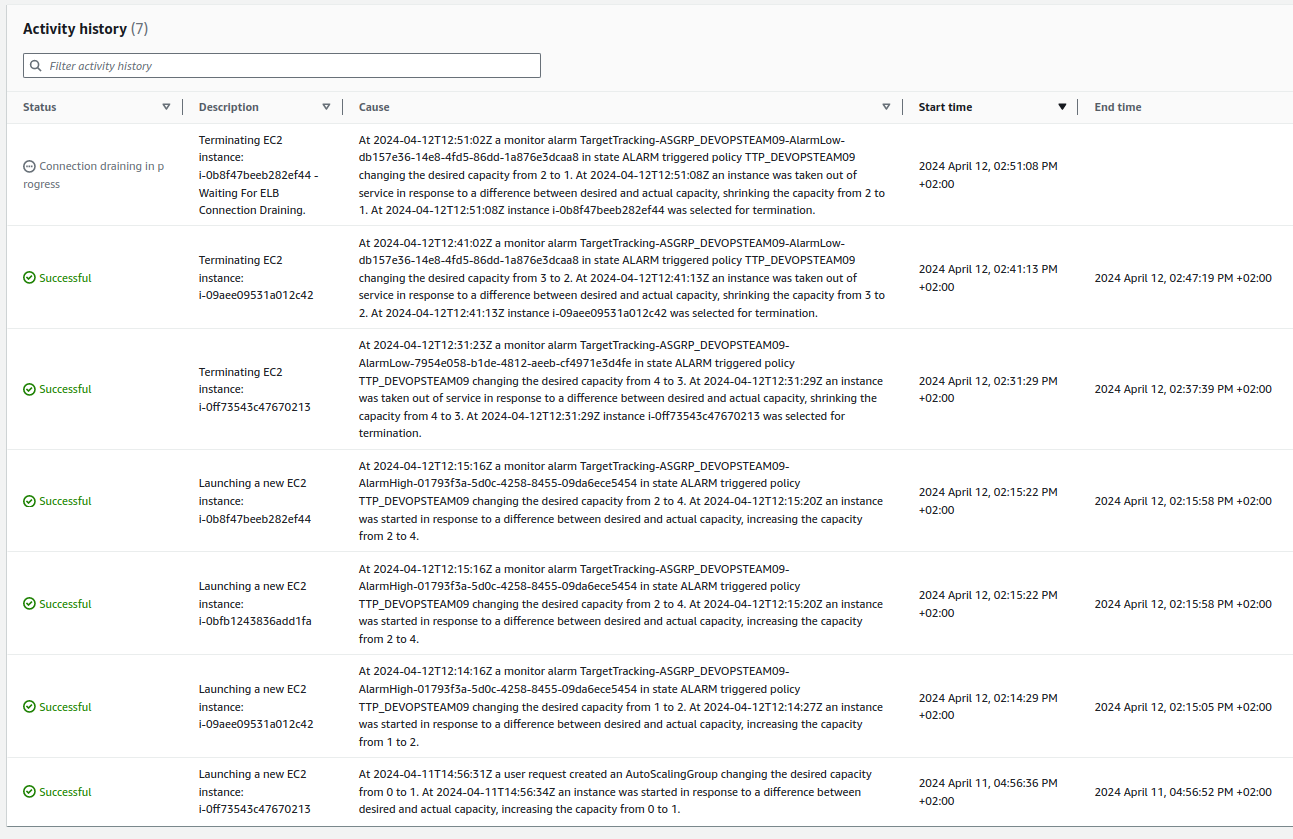 Activity history (7)
Filter activity history
Status Description Cause Start time End time
Connection draining in p
rogress
Terminating EC2
instance:
i-0b8f47beeb282ef44 -
Waiting For ELB
Connection Draining.
At 2024-04-12T12:51:02Z a monitor alarm TargetTracking-ASGRP_DEVOPSTEAM09-AlarmLow-
db157e36-14e8-4fd5-86dd-1a876e3dcaa8 in state ALARM triggered policy TTP_DEVOPSTEAM09
changing the desired capacity from 2 to 1. At 2024-04-12T12:51:08Z an instance was taken out of
service in response to a difference between desired and actual capacity, shrinking the capacity from 2 to
1. At 2024-04-12T12:51:08Z instance i-0b8f47beeb282ef44 was selected for termination.
2024 April 12, 02:51:08 PM
+02:00
Successful
Terminating EC2
instance:
i-09aee09531a012c42
At 2024-04-12T12:41:02Z a monitor alarm TargetTracking-ASGRP_DEVOPSTEAM09-AlarmLow-
db157e36-14e8-4fd5-86dd-1a876e3dcaa8 in state ALARM triggered policy TTP_DEVOPSTEAM09
changing the desired capacity from 3 to 2. At 2024-04-12T12:41:13Z an instance was taken out of
service in response to a difference between desired and actual capacity, shrinking the capacity from 3 to
2. At 2024-04-12T12:41:13Z instance i-09aee09531a012c42 was selected for termination.
2024 April 12, 02:41:13 PM
+02:00
2024 April 12, 02:47:19 PM +02:00
Successful
Terminating EC2
instance:
i-0ff73543c47670213
At 2024-04-12T12:31:23Z a monitor alarm TargetTracking-ASGRP_DEVOPSTEAM09-
AlarmLow-7954e058-b1de-4812-aeeb-cf4971e3d4fe in state ALARM triggered policy
TTP_DEVOPSTEAM09 changing the desired capacity from 4 to 3. At 2024-04-12T12:31:29Z an instance
was taken out of service in response to a difference between desired and actual capacity, shrinking the
capacity from 4 to 3. At 2024-04-12T12:31:29Z instance i-0ff73543c47670213 was selected for
termination.
2024 April 12, 02:31:29 PM
+02:00
2024 April 12, 02:37:39 PM +02:00
Successful
Launching a new EC2
instance:
i-0b8f47beeb282ef44
At 2024-04-12T12:15:16Z a monitor alarm TargetTracking-ASGRP_DEVOPSTEAM09-
AlarmHigh-01793f3a-5d0c-4258-8455-09da6ece5454 in state ALARM triggered policy
TTP_DEVOPSTEAM09 changing the desired capacity from 2 to 4. At 2024-04-12T12:15:20Z an instance
was started in response to a difference between desired and actual capacity, increasing the capacity
from 2 to 4.
2024 April 12, 02:15:22 PM
+02:00
2024 April 12, 02:15:58 PM +02:00
Successful
Launching a new EC2
instance:
i-0bfb1243836add1fa
At 2024-04-12T12:15:16Z a monitor alarm TargetTracking-ASGRP_DEVOPSTEAM09-
AlarmHigh-01793f3a-5d0c-4258-8455-09da6ece5454 in state ALARM triggered policy
TTP_DEVOPSTEAM09 changing the desired capacity from 2 to 4. At 2024-04-12T12:15:20Z an instance
was started in response to a difference between desired and actual capacity, increasing the capacity
from 2 to 4.
2024 April 12, 02:15:22 PM
+02:00
2024 April 12, 02:15:58 PM +02:00
Successful
Launching a new EC2
instance:
i-09aee09531a012c42
At 2024-04-12T12:14:16Z a monitor alarm TargetTracking-ASGRP_DEVOPSTEAM09-
AlarmHigh-01793f3a-5d0c-4258-8455-09da6ece5454 in state ALARM triggered policy
TTP_DEVOPSTEAM09 changing the desired capacity from 1 to 2. At 2024-04-12T12:14:27Z an instance
was started in response to a difference between desired and actual capacity, increasing the capacity
from 1 to 2.
2024 April 12, 02:14:29 PM
+02:00
2024 April 12, 02:15:05 PM +02:00
Successful
Launching a new EC2
instance:
i-0ff73543c47670213
At 2024-04-11T14:56:31Z a user request created an AutoScalingGroup changing the desired capacity
from 0 to 1. At 2024-04-11T14:56:34Z an instance was started in response to a difference between
desired and actual capacity, increasing the capacity from 0 to 1.
2024 April 11, 04:56:36 PM
+02:00
2024 April 11, 04:56:52 PM +02:00